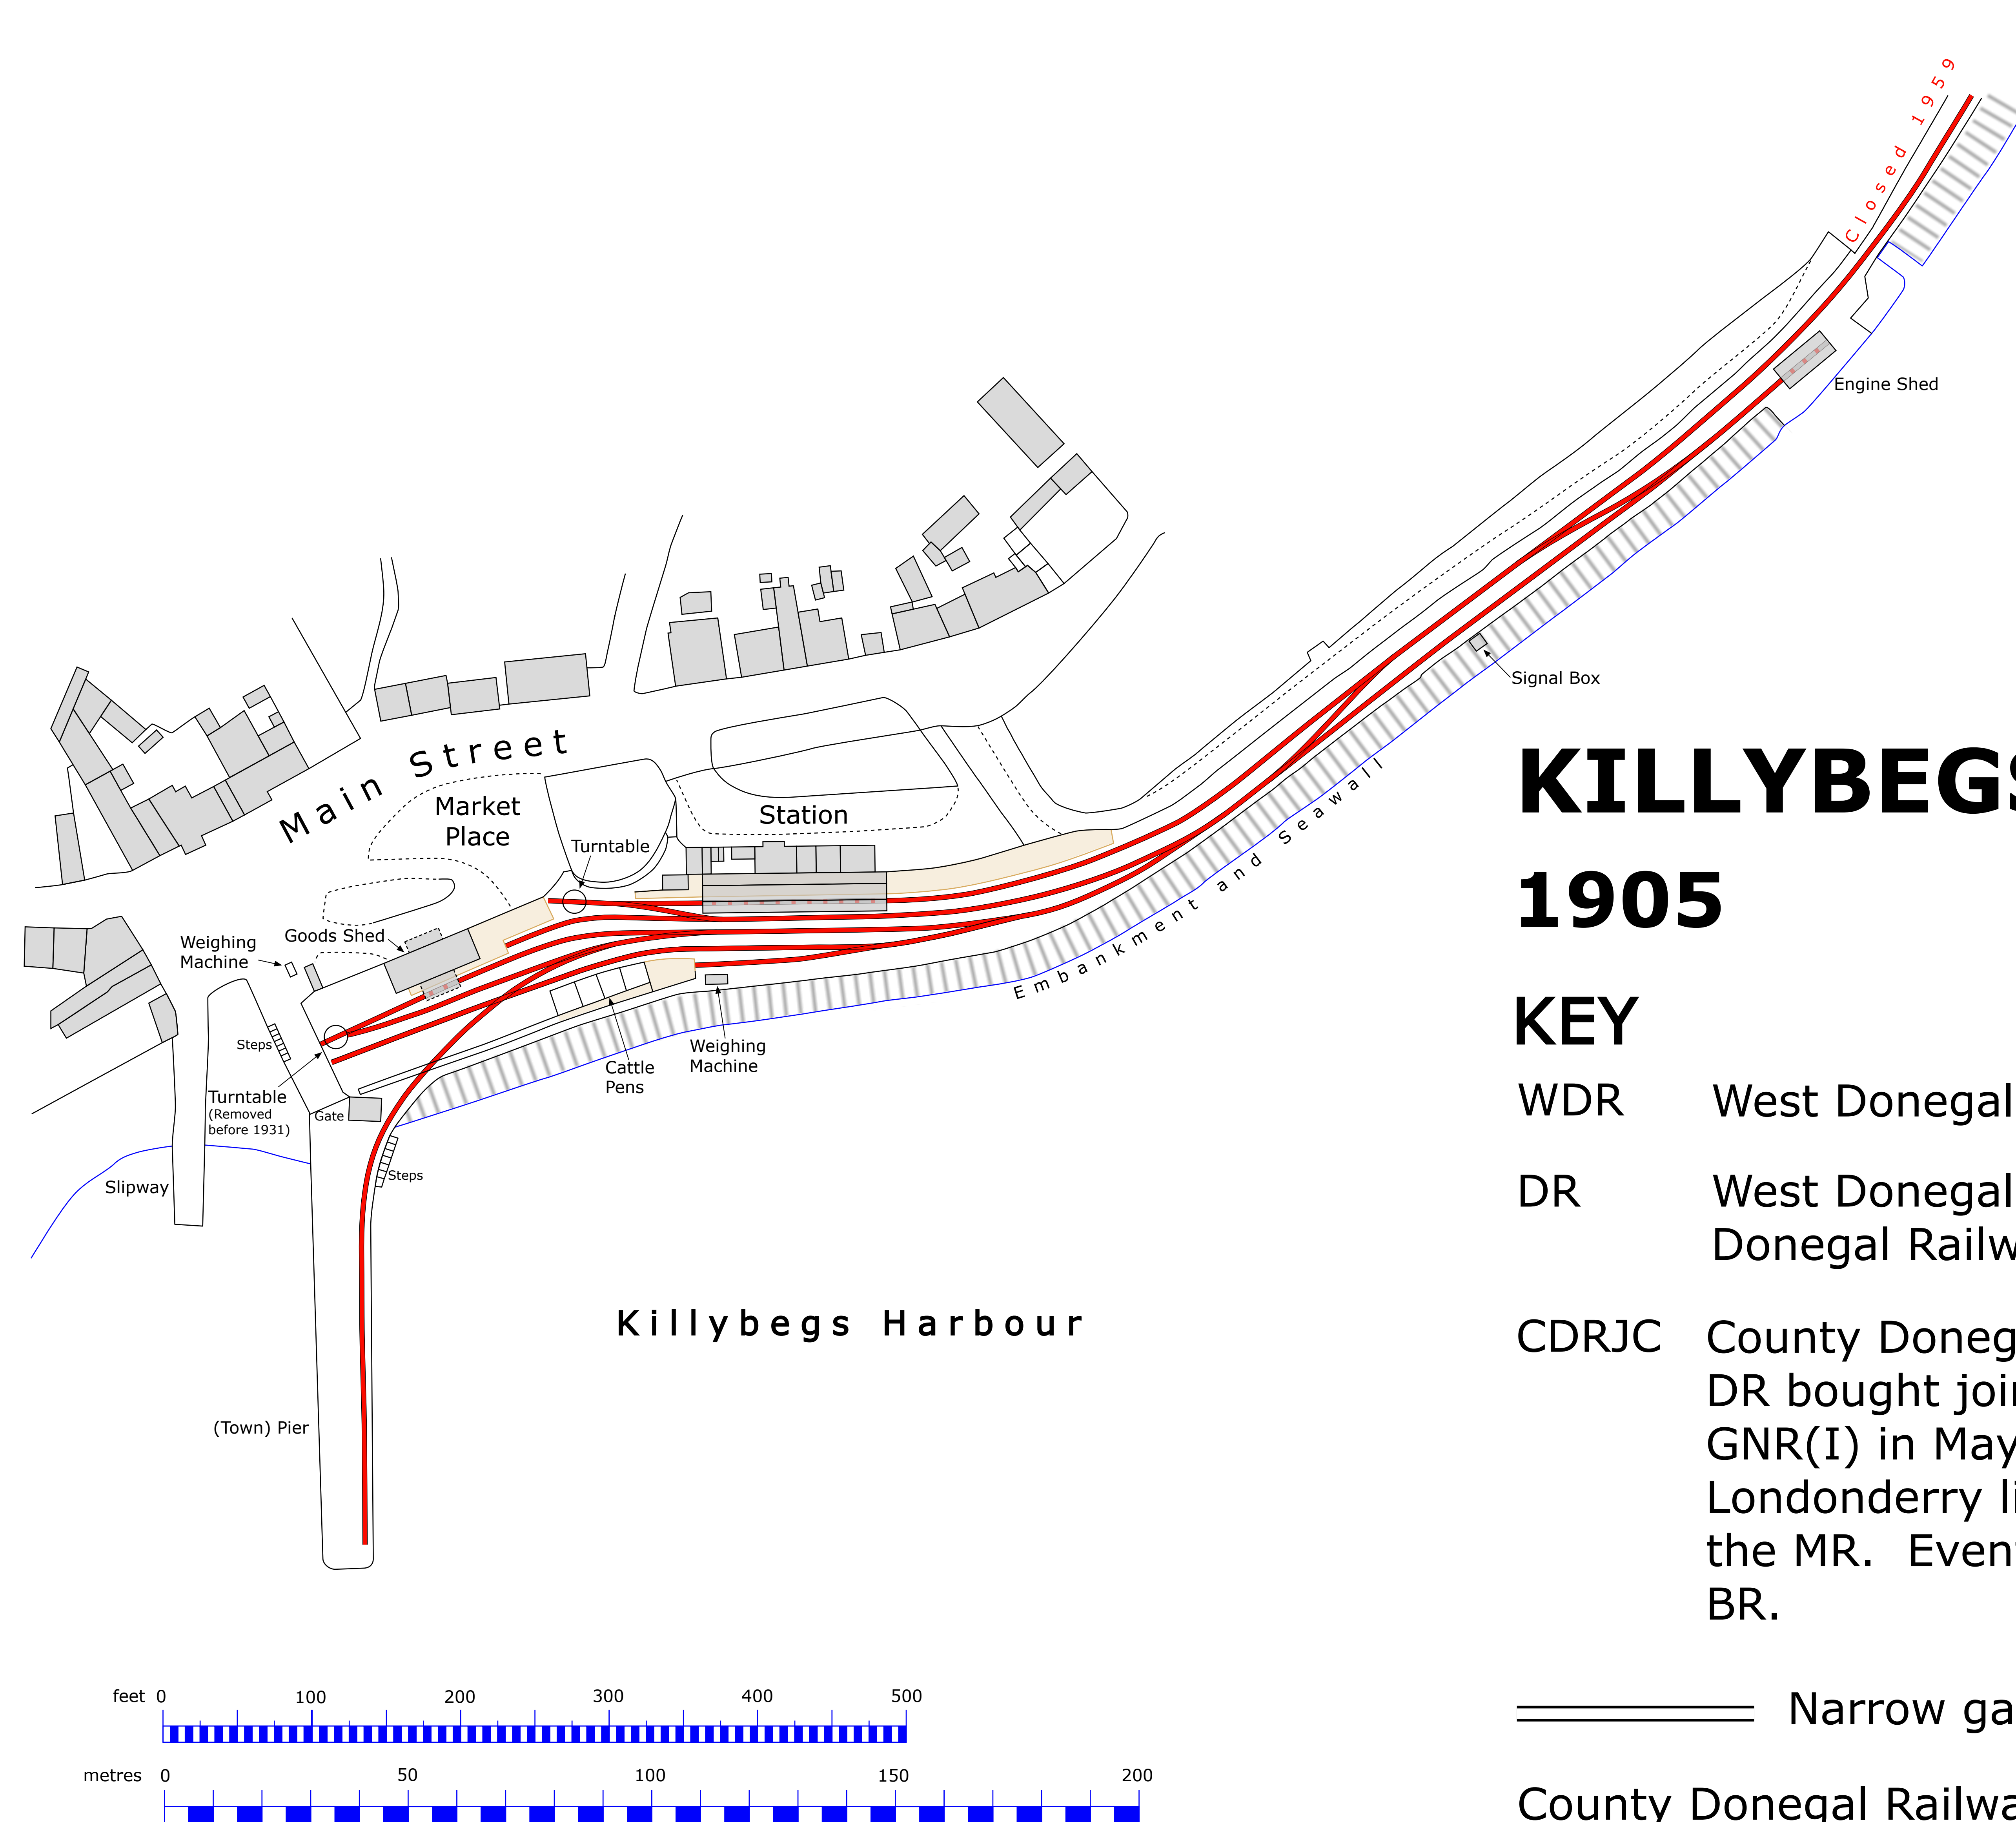 Closed 1959
Engine Shed
Signal Box
Main Street
Market
Place
Station
Turntable
Goods Shed
Weighing
Machine
Embankment and Seawall
Steps
Turntable
(Removed
before 1931)
Gate
Cattle
Pens
Weighing
Machine
Steps
Slipway
Killybegs Harbour
(Town) Pier
feet 0 100 200 300 400 500
metres 0 50 100 150 200
KILLYBEGS
1905
KEY
WDR West Donegal
DR West Donegal
Donegal Railw
CDRJC County Doneg
DR bought join
GNR(I) in May
Londonderry li
the MR. Event
BR.
Narrow ga
County Donegal Railwa